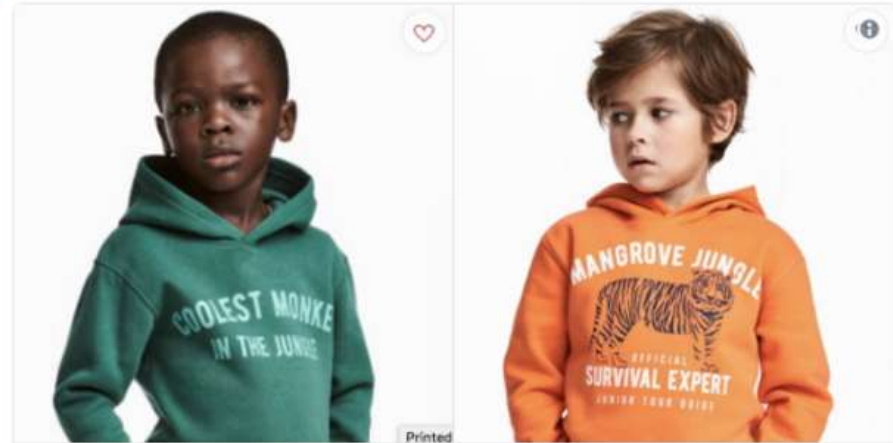 COOLEST MONKE
IN THE JUNGLE
Printed
MANGROVE JUNGLE
OFFICIAL
SURVIVAL EXPERT
JUNIOR TOUR GUIDE